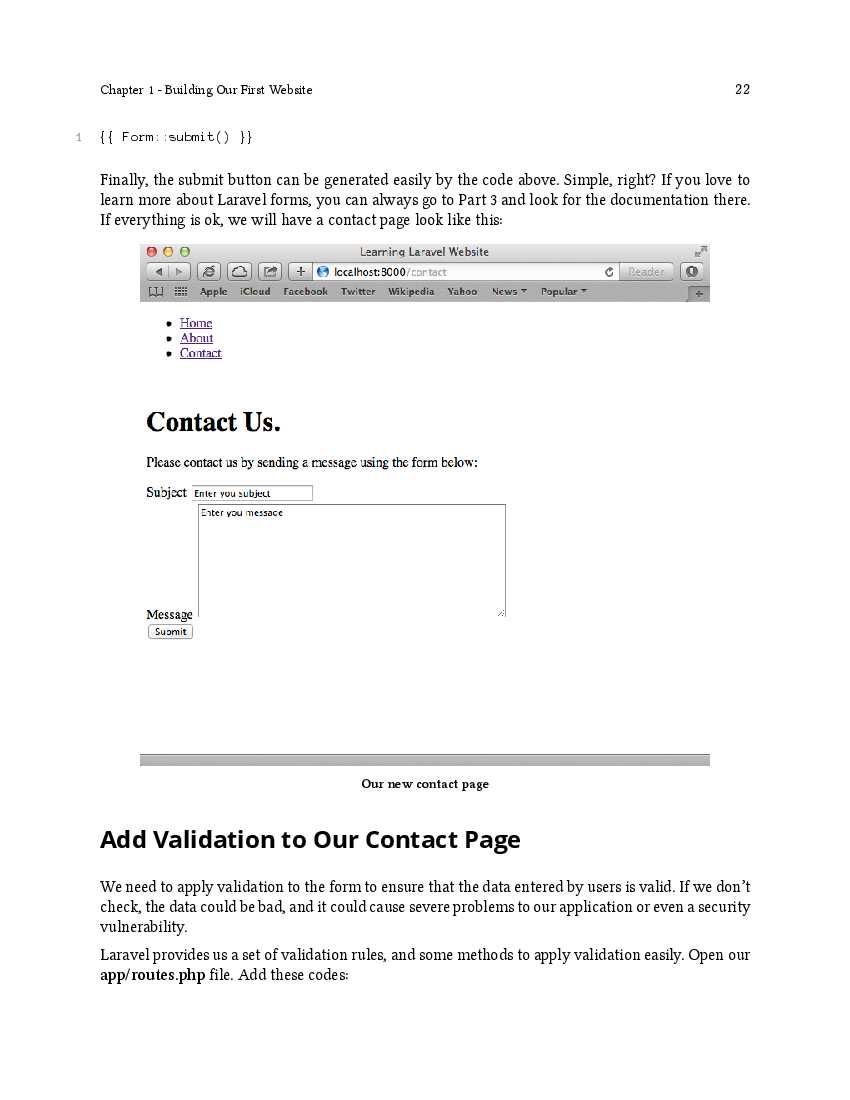 Chapter 1 - Building Our First Website 22
1 {{ Form::submit() }}
Finally, the submit button can be generated easily by the code above. Simple, right? If you love to
learn more about Laravel forms, you can always go to Part 3 and look for the documentation there.
If everything is ok, we will have a contact page look like this:
Learning Laravel Website
localhost:8000/contact Reader
Apple iCloud Facebook Twitter Wikipedia Yahoo News Popular
Home
About
Contact
Contact Us.
Please contact us by sending a message using the form below:
Subject Enter you subject
Enter you message
Message
Submit
Our new contact page
Add Validation to Our Contact Page
We need to apply validation to the form to ensure that the data entered by users is valid. If we don’t
check, the data could be bad, and it could cause severe problems to our application or even a security
vulnerability.
Laravel provides us a set of validation rules, and some methods to apply validation easily. Open our
app/routes.php file. Add these codes: